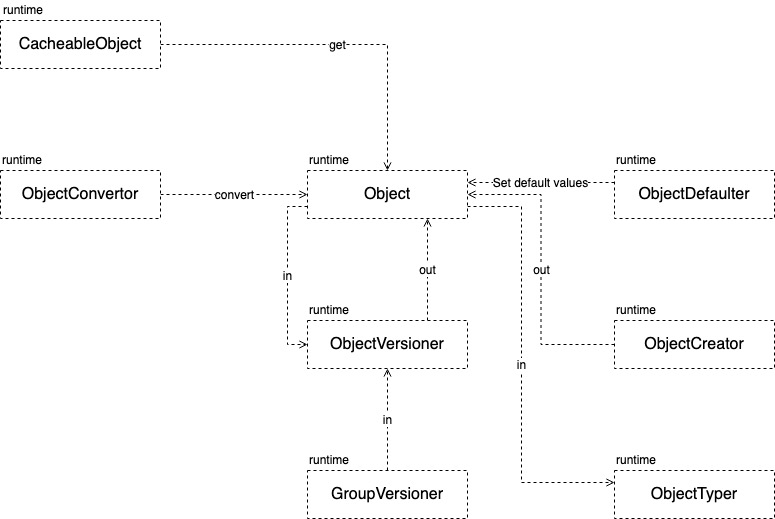 runtime
CacheableObject
get
runtime
ObjectConvertor
convert
runtime
Object
Set default values
runtime
ObjectDefaulter
in
out
out
runtime
ObjectVersioner
runtime
ObjectCreator
in
in
runtime
GroupVersioner
runtime
ObjectTyper